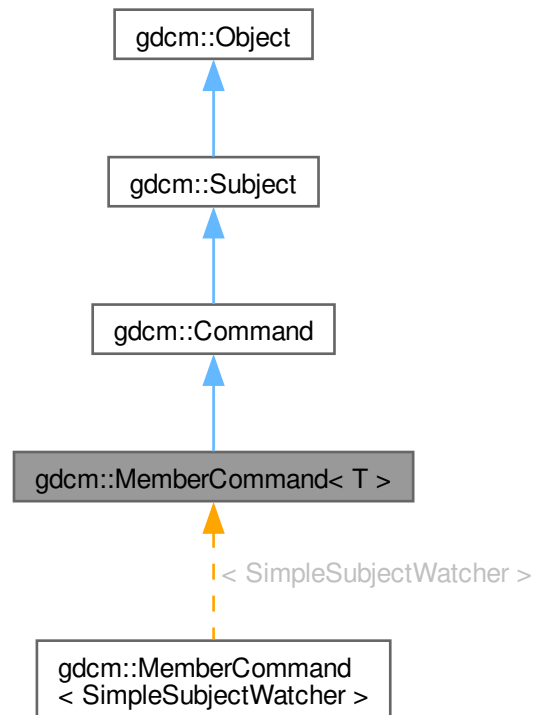 gdcm::Object
gdcm::Subject
gdcm::Command
gdcm::MemberCommand< T >
< SimpleSubjectWatcher >
gdcm::MemberCommand
< SimpleSubjectWatcher >